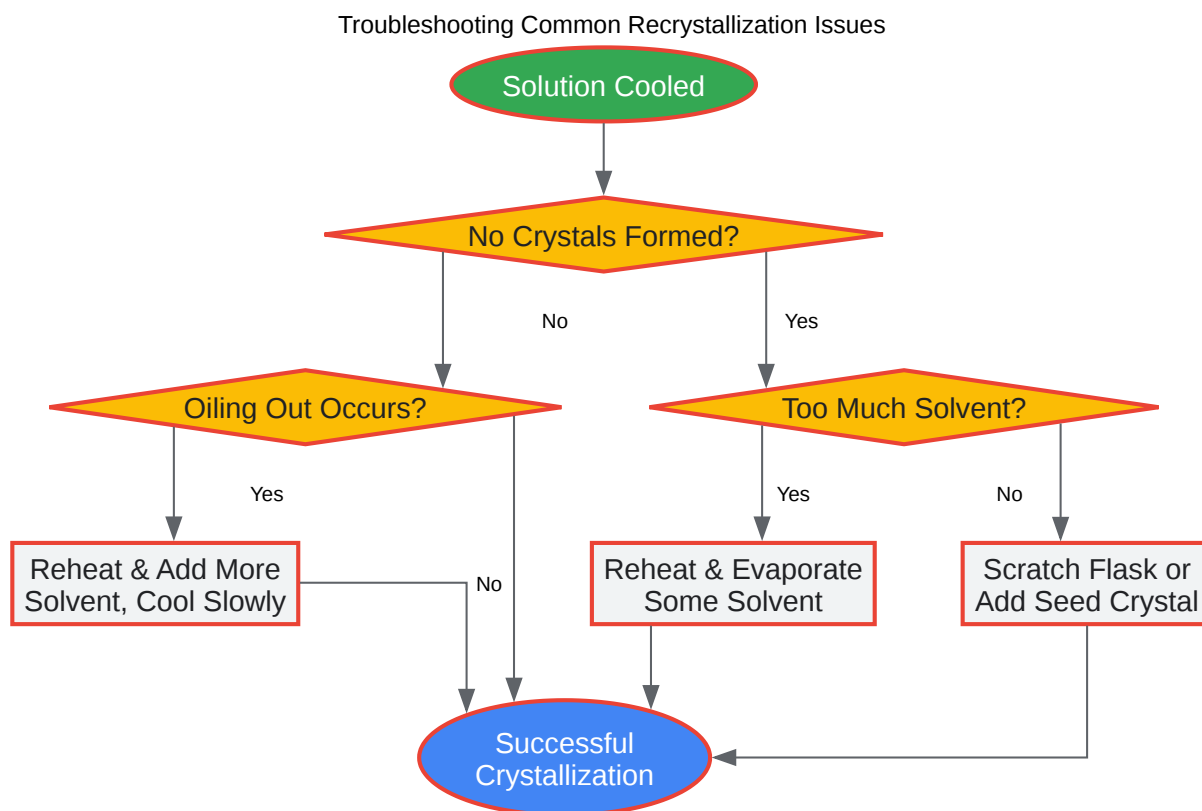 Troubleshooting Common Recrystallization Issues
Solution Cooled
No Crystals Formed?
No
Yes
Oiling Out Occurs?
Too Much Solvent?
Yes
Yes
No
Reheat & Add More
Solvent, Cool Slowly
No
Reheat & Evaporate
Some Solvent
Scratch Flask or
Add Seed Crystal
Successful
Crystallization